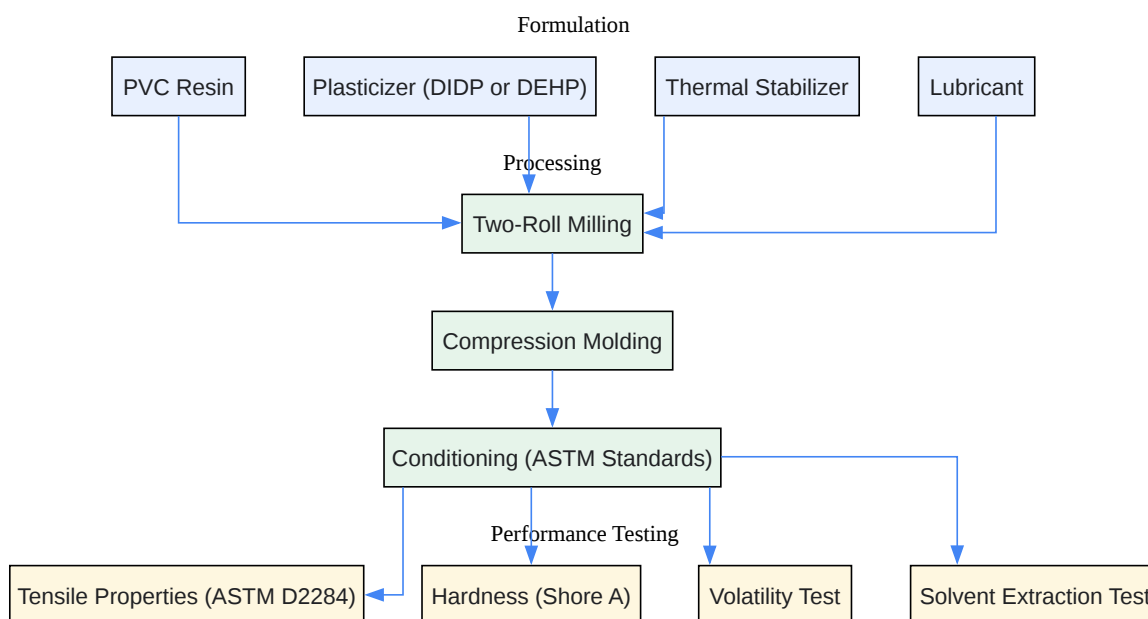 Formulation
PVC Resin
Plasticizer (DIDP or DEHP)
Thermal Stabilizer
Lubricant
Processing
Two-Roll Milling
Compression Molding
Conditioning (ASTM Standards)
Performance Testing
Tensile Properties (ASTM D2284)
Hardness (Shore A)
Volatility Test
Solvent Extraction Test